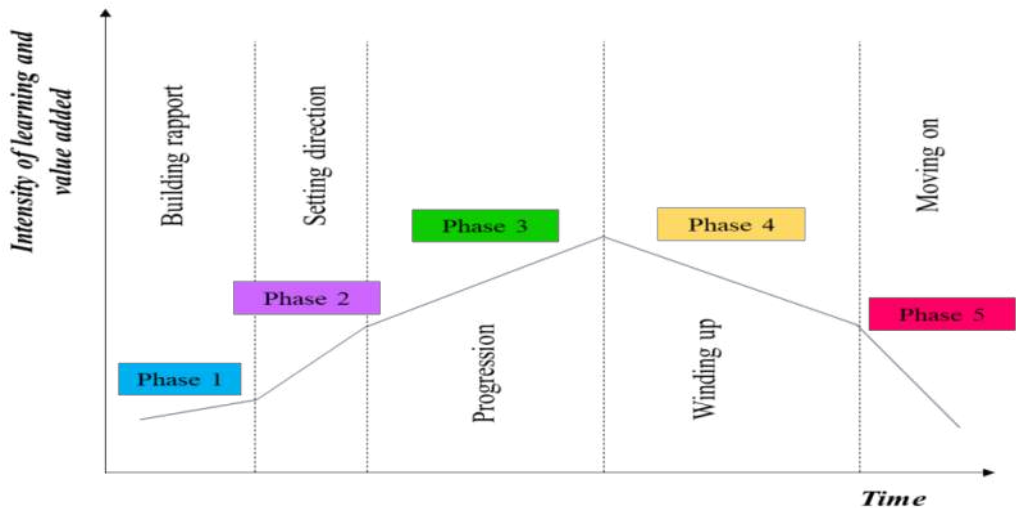 Intensity of learning and
value added
Building rapport
Setting direction
Moving on
Phase 3
Phase 4
Phase 2
Phase 5
Phase 1
Progression
Winding up
Time